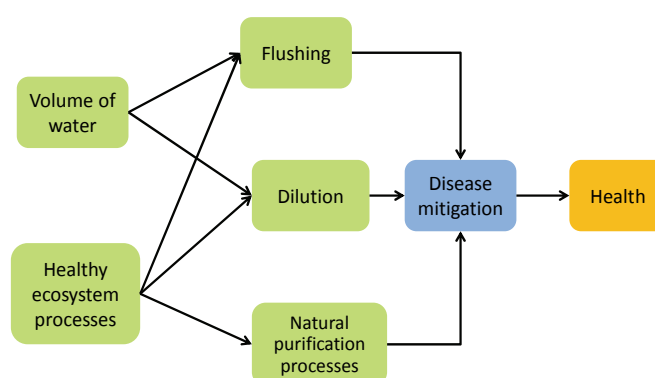 Flushing
Volume of
water
Dilution
Disease
mitigation
Health
Healthy
ecosystem
processes
Natural
purification
processes